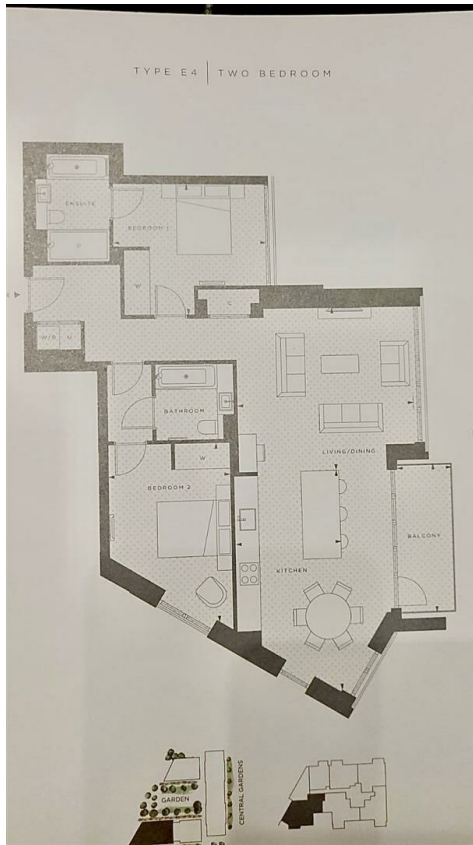 TYPE E4 | TWO BEDROOM
ENSUITE
BEDROOM 1
W
C
W/D U
BATHROOM
LIVING/DINING
W
BEDROOM 2
BALCONY
KITCHEN
GARDEN
CENTRAL GARDENS